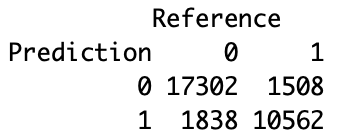 Reference
Prediction 0 1
0 17302 1508
1 1838 10562